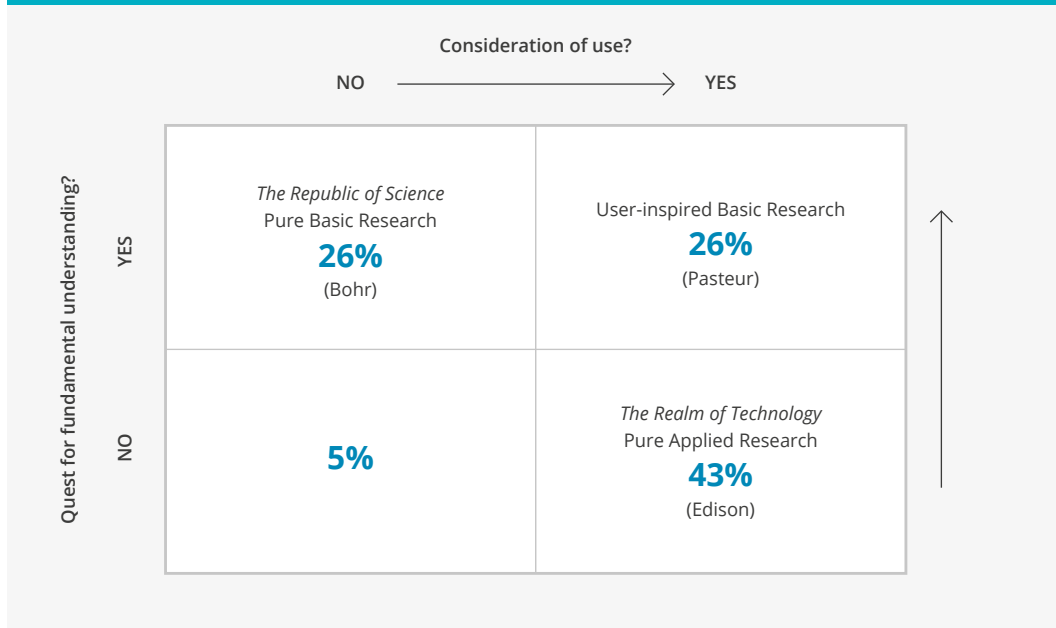 Consideration of use?
NO
YES
Quest for fundamental understanding?
YES
The Republic of Science
Pure Basic Research
26%
(Bohr)
User-inspired Basic Research
26%
(Pasteur)
NO
5%
The Realm of Technology
Pure Applied Research
43%
(Edison)